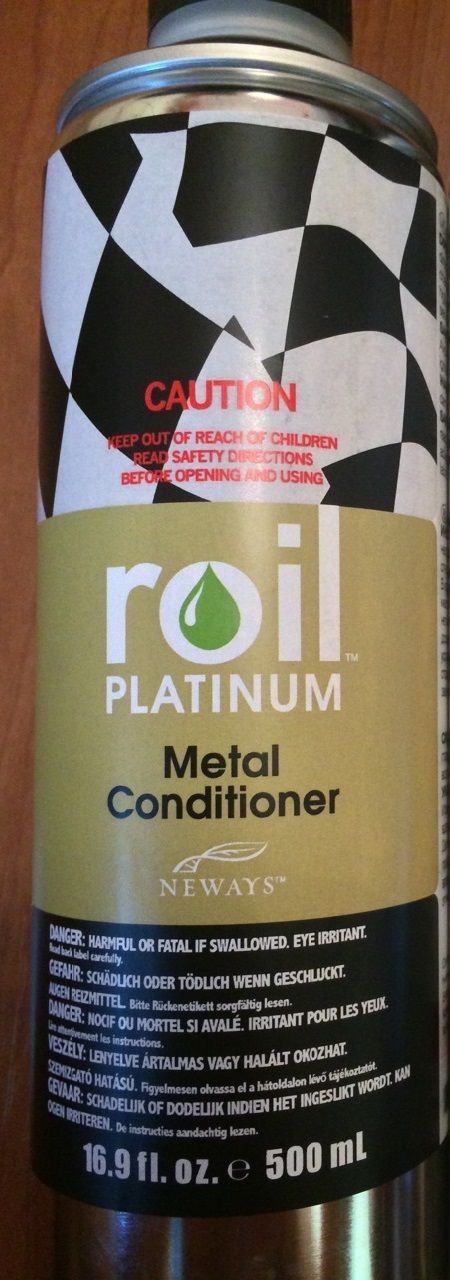 CAUTION
KEEP OUT OF REACH OF CHILDREN
READ SAFETY DIRECTIONS
BEFORE OPENING AND USING
roil™
PLATINUM
Metal
Conditioner
NEWAYS™
DANGER: HARMFUL OR FATAL IF SWALLOWED. EYE IRRITANT.
Read back label carefully.
GEFAHR: SCHÄDLICH ODER TÖDLICH WENN GESCHLUCKT.
AUGEN REIZMITTEL. Bitte Rückenetikett sorgfältig lesen.
DANGER: NOCIF OU MORTEL SI AVALÉ. IRRITANT POUR LES YEUX.
Lire attentivement les instructions.
VESZÉLY: LENYELVE ÁRTALMAS VAGY HALÁLT OKOZHAT.
SZEMIZGATÓ HATÁSÚ. Figyelmesen olvassa el a hátoldalon lévő tájékoztatót.
GEVAAR: SCHADELIJK OF DODELIJK INDIEN HET INGESLIKT WORDT. KAN
OGEN IRRITEREN. De instructies aandachtig lezen.
16.9 fl. oz. ℮ 500 mL